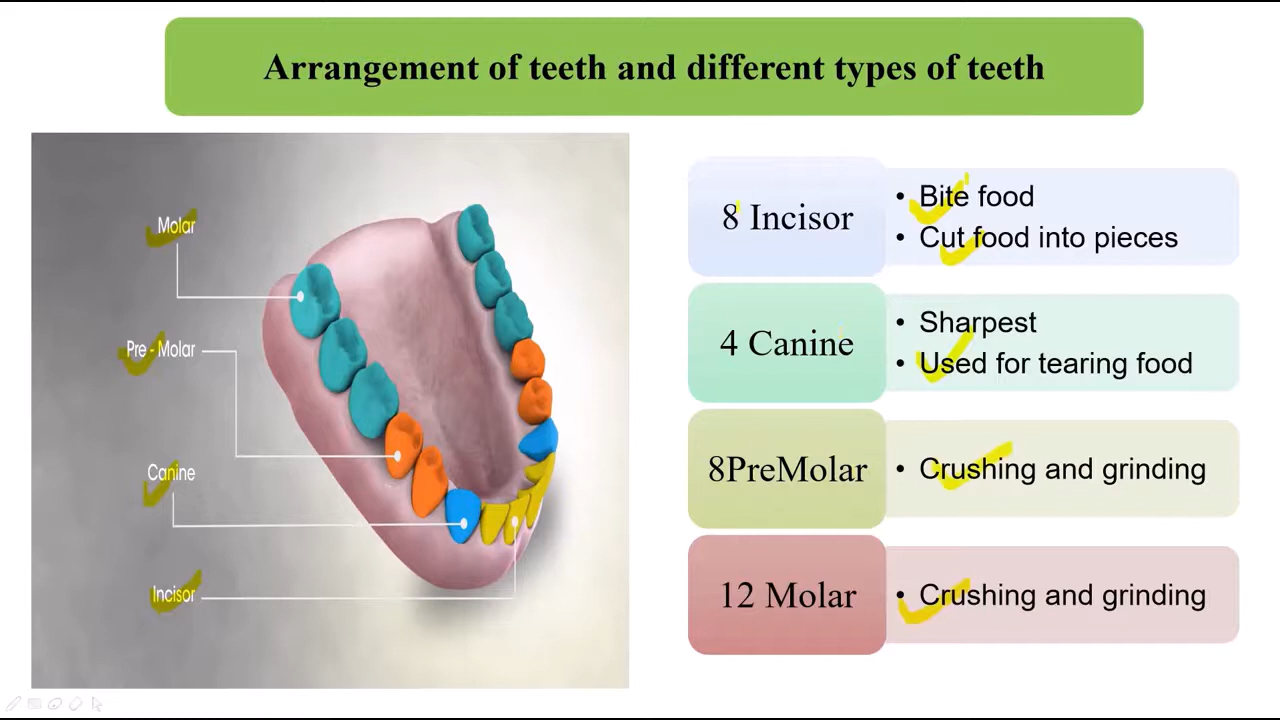 Arrangement of teeth and different types of teeth
Molar
Pre - Molar
Canine
Incisor
8 Incisor
• Bite food
• Cut food into pieces
4 Canine
• Sharpest
• Used for tearing food
8PreMolar
• Crushing and grinding
12 Molar
• Crushing and grinding